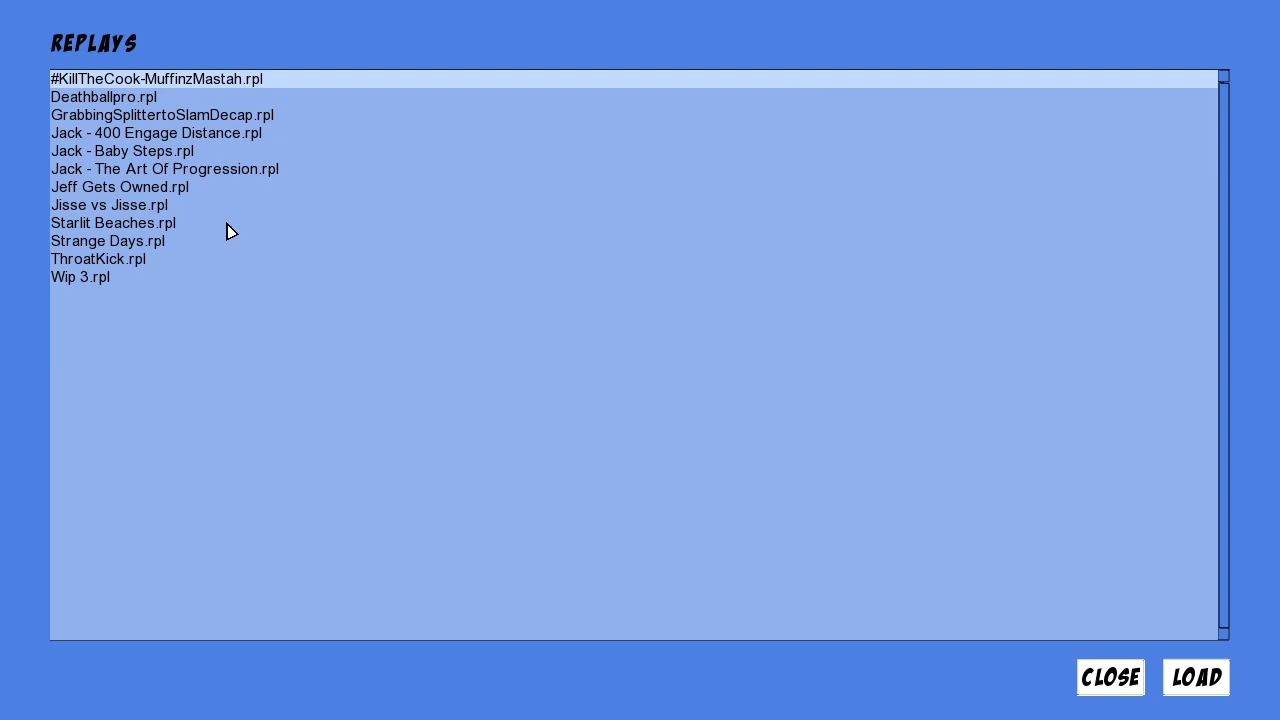 REPLAYS
#KillTheCook-MuffinzMastah.rpl
Deathballpro.rpl
GrabbingSplittertoSlamDecap.rpl
Jack - 400 Engage Distance.rpl
Jack - Baby Steps.rpl
Jack - The Art Of Progression.rpl
Jeff Gets Owned.rpl
Jisse vs Jisse.rpl
Starlit Beaches.rpl
Strange Days.rpl
ThroatKick.rpl
Wip 3.rpl
CLOSE LOAD